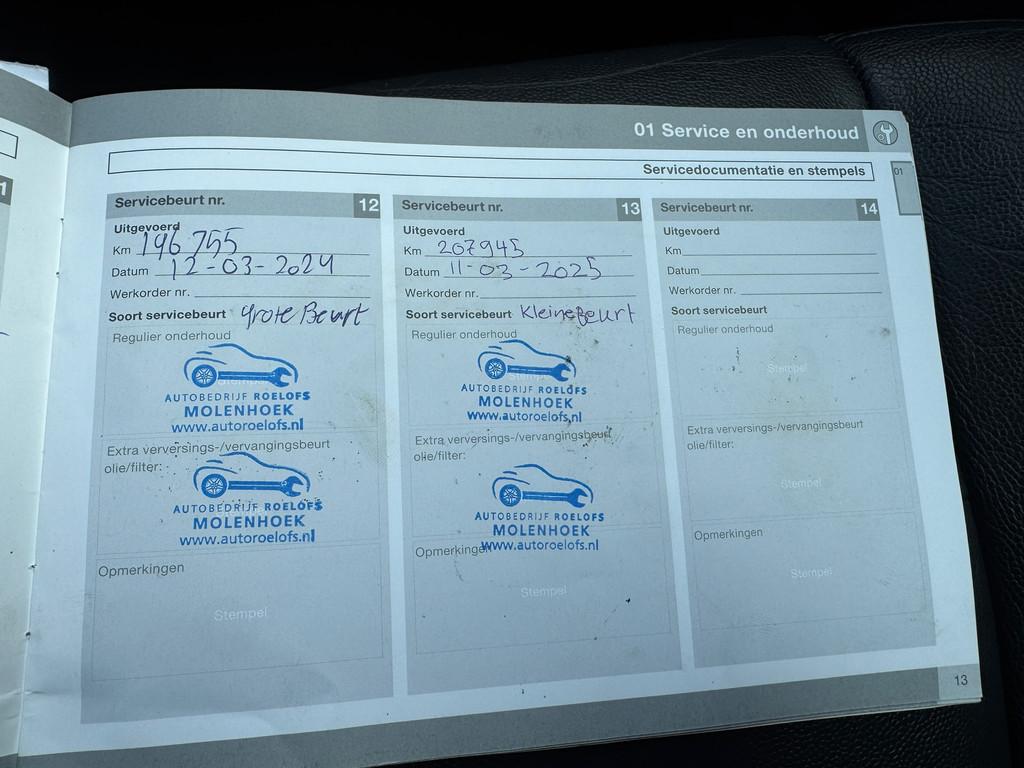 01 Service en onderhoud
Servicedocumentatie en stempels
01
1
Servicebeurt nr. 12
Uitgevoerd
Km 196 755
Datum 12-03-2024
Werkorder nr.
Soort servicebeurt grote Beurt
Regulier onderhoud
Stempel
AUTOBEDRIJF ROELOFS
MOLENHOEK
www.autoroelofs.nl
Extra verversings-/vervangingsbeurt
olie/filter:
AUTOBEDRIJF ROELOFS
MOLENHOEK
www.autoroelofs.nl
Opmerkingen
Stempel
Servicebeurt nr. 13
Uitgevoerd
Km 207945
Datum 11-03-2025
Werkorder nr.
Soort servicebeurt Kleine Beurt
Regulier onderhoud
Stempel
AUTOBEDRIJF ROELOFS
MOLENHOEK
www.autoroelofs.nl
Extra verversings-/vervangingsbeurt
olie/filter:
AUTOBEDRIJF ROELOFS
MOLENHOEK
www.autoroelofs.nl
Opmerkingen
Stempel
Servicebeurt nr. 14
Uitgevoerd
Km
Datum
Werkorder nr.
Soort servicebeurt
Regulier onderhoud
Stempel
Extra verversings-/vervangingsbeurt
olie/filter:
Stempel
Opmerkingen
Stempel
13